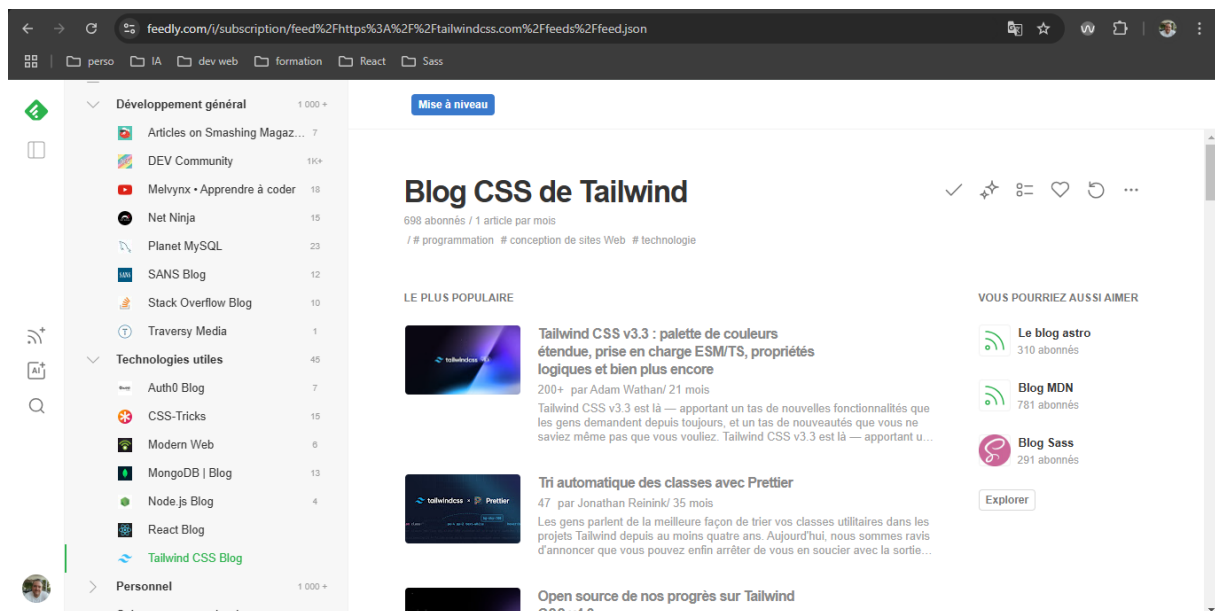 feedly.com/i/subscription/feed%2Fhttps%3A%2F%2Ftailwindcss.com%2Ffeeds%2Ffeed.json
perso IA dev web formation React Sass
Développement général 1 000 +
Articles on Smashing Magaz... 7
DEV Community 1K+
Melvynx • Apprendre à coder 18
Net Ninja 15
Planet MySQL 23
SANS Blog 12
Stack Overflow Blog 10
Traversy Media 1
Technologies utiles 45
Auth0 Blog 7
CSS-Tricks 15
Modern Web 6
MongoDB | Blog 13
Node.js Blog 4
React Blog
Tailwind CSS Blog
Personnel 1 000 +
Mise à niveau
Blog CSS de Tailwind
698 abonnés / 1 article par mois
/ # programmation # conception de sites Web # technologie
LE PLUS POPULAIRE
tailwindcss
Tailwind CSS v3.3 : palette de couleurs
étendue, prise en charge ESM/TS, propriétés
logiques et bien plus encore
200+ par Adam Wathan/ 21 mois
Tailwind CSS v3.3 est là — apportant un tas de nouvelles fonctionnalités que
les gens demandent depuis toujours, et un tas de nouveautés que vous ne
saviez même pas que vous vouliez. Tailwind CSS v3.3 est là — apportant u...
tailwindcss × Prettier
Tri automatique des classes avec Prettier
47 par Jonathan Reinink/ 35 mois
Les gens parlent de la meilleure façon de trier vos classes utilitaires dans les
projets Tailwind depuis au moins quatre ans. Aujourd'hui, nous sommes ravis
d'annoncer que vous pouvez enfin arrêter de vous en soucier avec la sortie...
Open source de nos progrès sur Tailwind
VOUS POURRIEZ AUSSI AIMER
Le blog astro
310 abonnés
Blog MDN
781 abonnés
Blog Sass
291 abonnés
Explorer